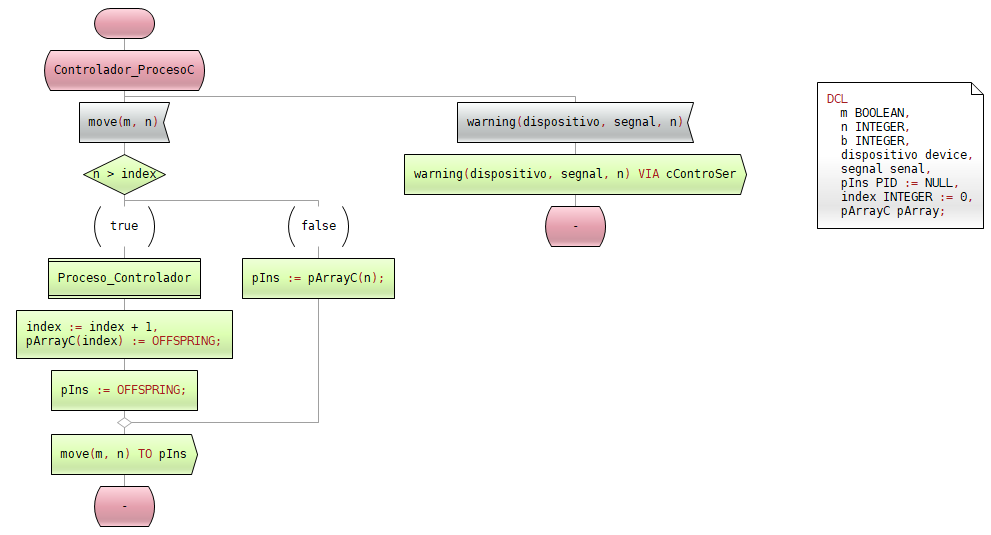 Controlador_ProcesoC
move(m, n)
n > index
true
false
Proceso_Controlador
pIns := pArrayC(n);
index := index + 1,
pArrayC(index) := OFFSPRING;
pIns := OFFSPRING;
move(m, n) TO pIns
-
warning(dispositivo, segnal, n)
warning(dispositivo, segnal, n) VIA cControSer
-
DCL
m BOOLEAN,
n INTEGER,
b INTEGER,
dispositivo device,
segnal senal,
pIns PID := NULL,
index INTEGER := 0,
pArrayC pArray;